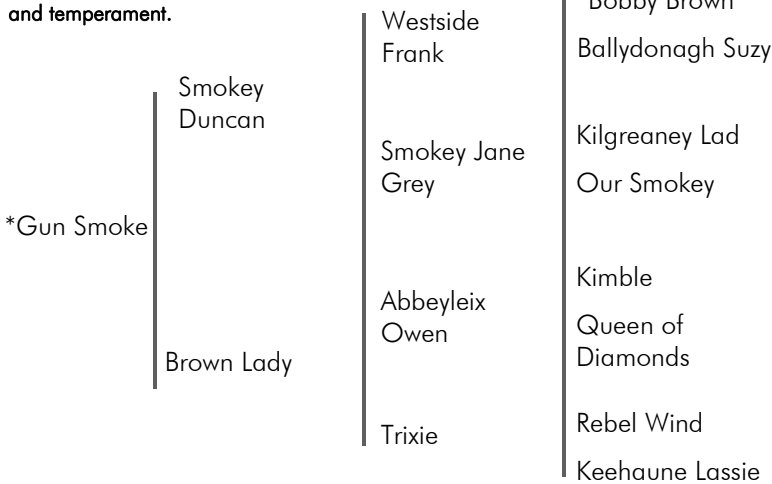 and temperament.
Bobby Brown
Westside
Frank
Ballydonagh Suzy
Smokey
Duncan
Kilgreaney Lad
Smokey Jane
Grey
Our Smokey
*Gun Smoke
Kimble
Abbeyleix
Owen
Queen of
Diamonds
Brown Lady
Rebel Wind
Trixie
Keehaune Lassie